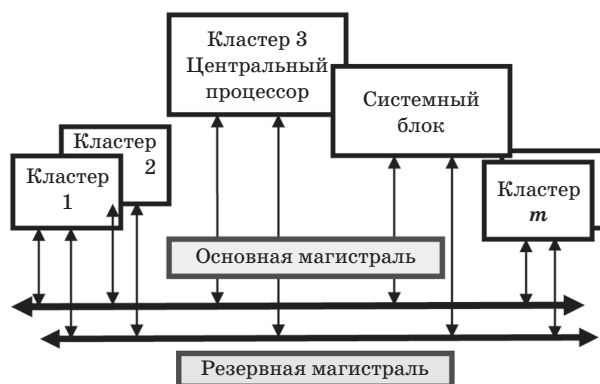 Кластер 3
Центральный
процессор
Системный
блок
Кластер
2
Кластер
1
Кластер
m
Основная магистраль
Резервная магистраль